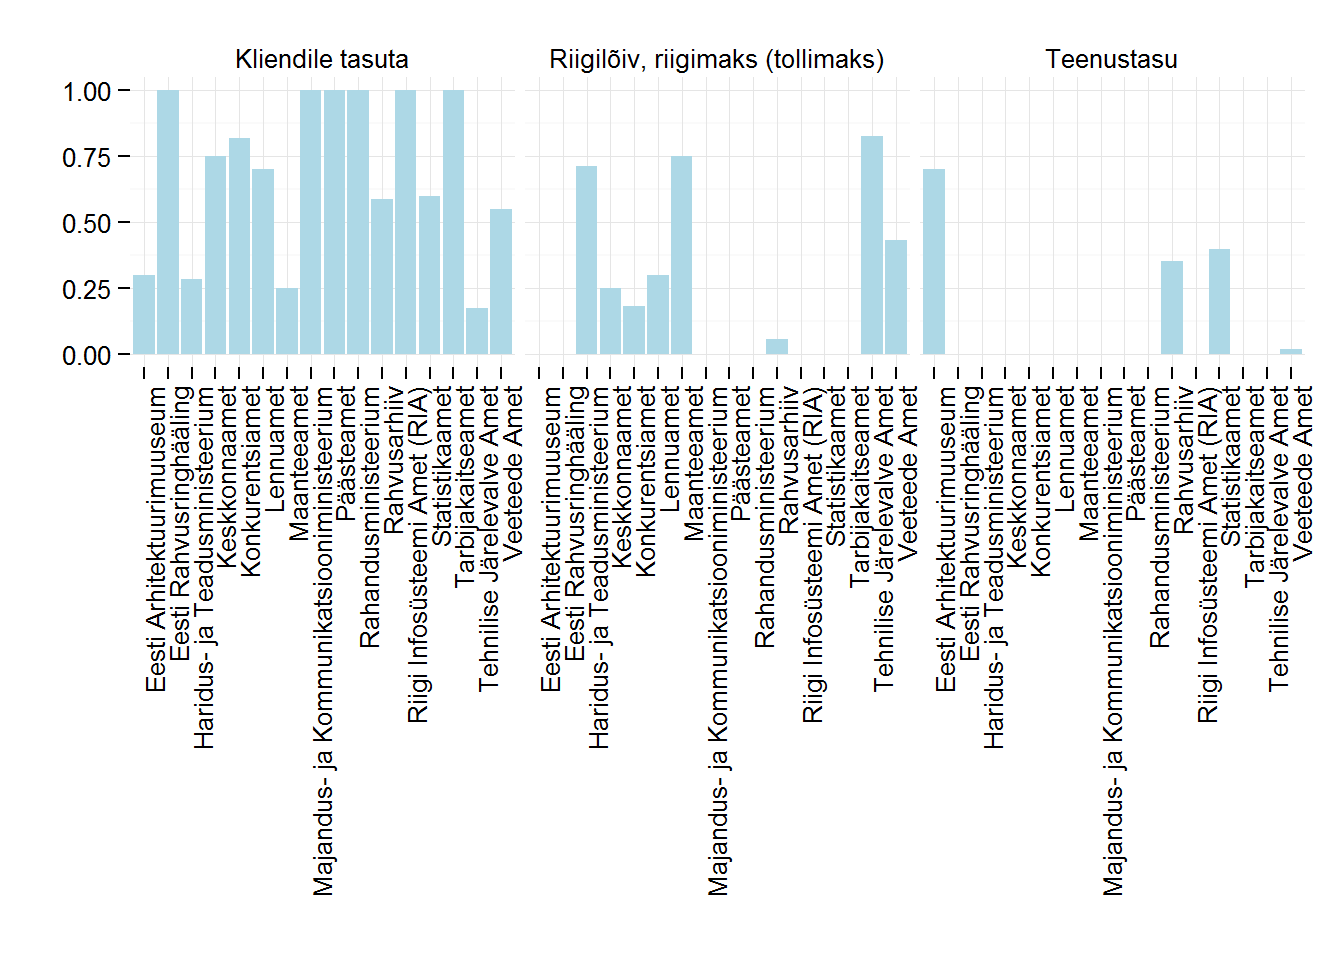 Kliendile tasuta
Riigilõiv, riigimaks (tollimaks)
Teenustasu
1.00
0.75
0.50
0.25
0.00
Eesti Arhitektuurimuuseum
Eesti Rahvusringhääling
Haridus- ja Teadusministeerium
Keskkonnaamet
Konkurentsiamet
Lennuamet
Maanteeamet
Majandus- ja Kommunikatsiooniministeerium
Päästeamet
Rahandusministeerium
Rahvusarhiiv
Riigi Infosüsteemi Amet (RIA)
Statistikaamet
Tarbijakaitseamet
Tehnilise Järelevalve Amet
Veeteede Amet
Eesti Arhitektuurimuuseum
Eesti Rahvusringhääling
Haridus- ja Teadusministeerium
Keskkonnaamet
Konkurentsiamet
Lennuamet
Maanteeamet
Majandus- ja Kommunikatsiooniministeerium
Päästeamet
Rahandusministeerium
Rahvusarhiiv
Riigi Infosüsteemi Amet (RIA)
Statistikaamet
Tarbijakaitseamet
Tehnilise Järelevalve Amet
Veeteede Amet
Eesti Arhitektuurimuuseum
Eesti Rahvusringhääling
Haridus- ja Teadusministeerium
Keskkonnaamet
Konkurentsiamet
Lennuamet
Maanteeamet
Majandus- ja Kommunikatsiooniministeerium
Päästeamet
Rahandusministeerium
Rahvusarhiiv
Riigi Infosüsteemi Amet (RIA)
Statistikaamet
Tarbijakaitseamet
Tehnilise Järelevalve Amet
Veeteede Amet